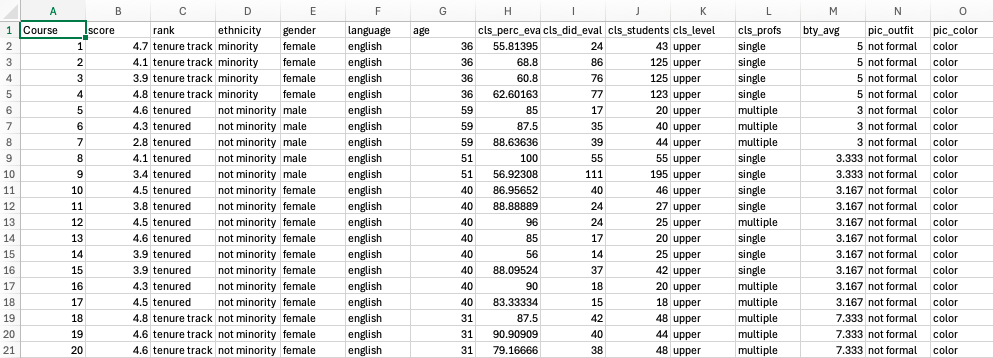 A B C D E F G H I J K L M N O
1 Course score rank ethnicity gender language age cls_perc_eva cls_did_eval cls_students cls_level cls_profs bty_avg pic_outfit pic_color
2 1 4.7 tenure track minority female english 36 55.81395 24 43 upper single 5 not formal color
3 2 4.1 tenure track minority female english 36 68.8 86 125 upper single 5 not formal color
4 3 3.9 tenure track minority female english 36 60.8 76 125 upper single 5 not formal color
5 4 4.8 tenure track minority female english 36 62.60163 77 123 upper single 5 not formal color
6 5 4.6 tenured not minority male english 59 85 17 20 upper multiple 3 not formal color
7 6 4.3 tenured not minority male english 59 87.5 35 40 upper multiple 3 not formal color
8 7 2.8 tenured not minority male english 59 88.63636 39 44 upper multiple 3 not formal color
9 8 4.1 tenured not minority male english 51 100 55 55 upper single 3.333 not formal color
10 9 3.4 tenured not minority male english 51 56.92308 111 195 upper single 3.333 not formal color
11 10 4.5 tenured not minority female english 40 86.95652 40 46 upper single 3.167 not formal color
12 11 3.8 tenured not minority female english 40 88.88889 24 27 upper single 3.167 not formal color
13 12 4.5 tenured not minority female english 40 96 24 25 upper multiple 3.167 not formal color
14 13 4.6 tenured not minority female english 40 85 17 20 upper single 3.167 not formal color
15 14 3.9 tenured not minority female english 40 56 14 25 upper single 3.167 not formal color
16 15 3.9 tenured not minority female english 40 88.09524 37 42 upper single 3.167 not formal color
17 16 4.3 tenured not minority female english 40 90 18 20 upper multiple 3.167 not formal color
18 17 4.5 tenured not minority female english 40 83.33334 15 18 upper multiple 3.167 not formal color
19 18 4.8 tenure track not minority female english 31 87.5 42 48 upper single 7.333 not formal color
20 19 4.6 tenure track not minority female english 31 90.90909 40 44 upper multiple 7.333 not formal color
21 20 4.6 tenure track not minority female english 31 79.16666 38 48 upper multiple 7.333 not formal color